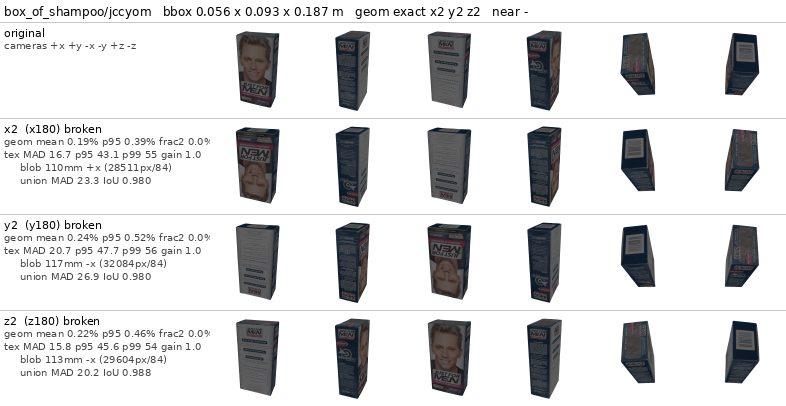 box_of_shampoo/jccyom bbox 0.056 x 0.093 x 0.187 m geom exact x2 y2 z2 near -
original
cameras +x +y -x -y +z -z
x2 (x180) broken
geom mean 0.19% p95 0.39% frac2 0.0%
tex MAD 16.7 p95 43.1 p99 55 gain 1.0
blob 110mm +x (28511px/84)
union MAD 23.3 IoU 0.980
y2 (y180) broken
geom mean 0.24% p95 0.52% frac2 0.0%
tex MAD 20.7 p95 47.7 p99 56 gain 1.0
blob 117mm -x (32084px/84)
union MAD 26.9 IoU 0.980
z2 (z180) broken
geom mean 0.22% p95 0.46% frac2 0.0%
tex MAD 15.8 p95 45.6 p99 54 gain 1.0
blob 113mm -x (29604px/84)
union MAD 20.2 IoU 0.988
JUST FOR
MEN